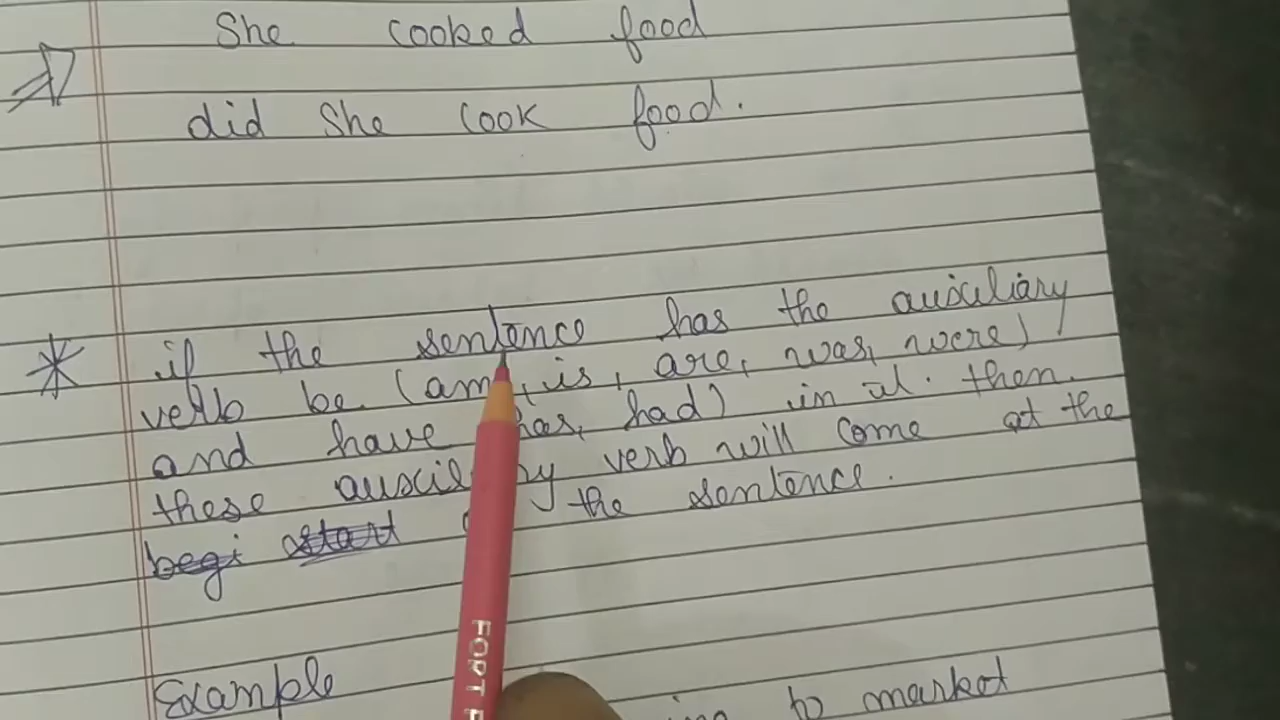 She cooked food
did She cook food.
* if the sentence has the auxiliary
verb be (am, is, are, was, were)
and have has, had) in it. then.
these auxiliary verb will come at the
begi start the sentence.
Example
to market
FORT